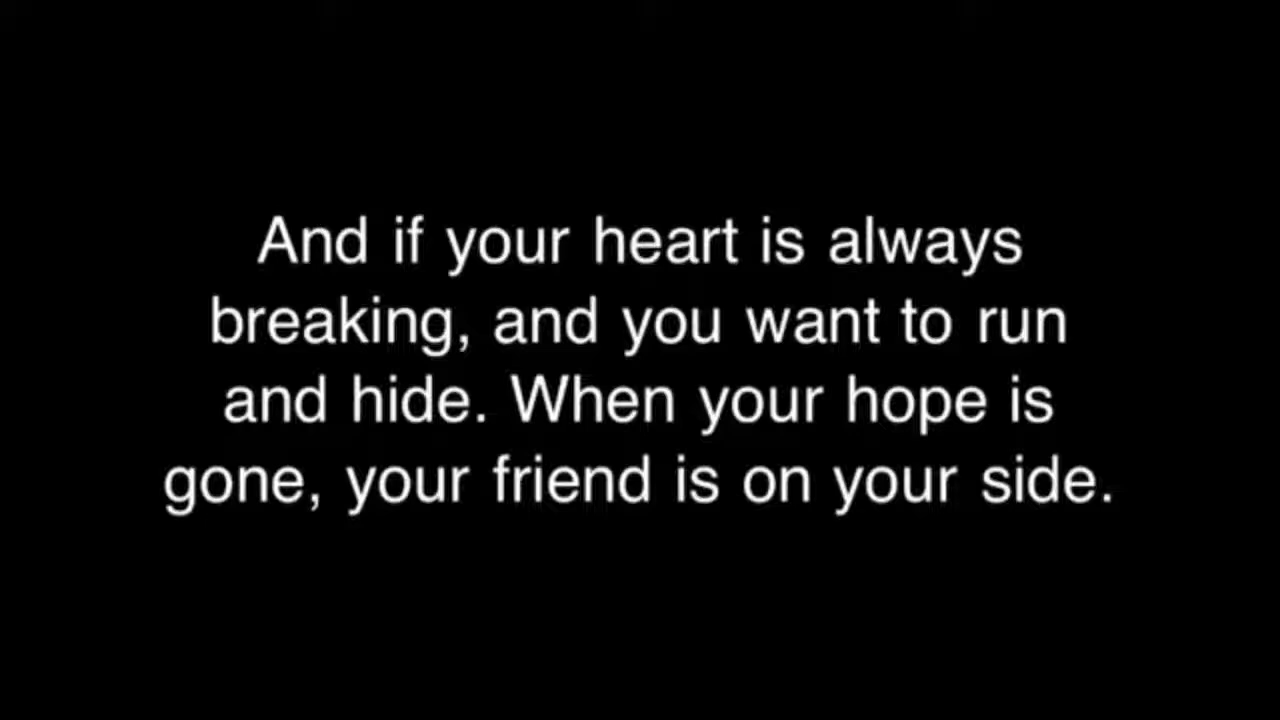 And if your heart is always
breaking, and you want to run
and hide. When your hope is
gone, your friend is on your side.